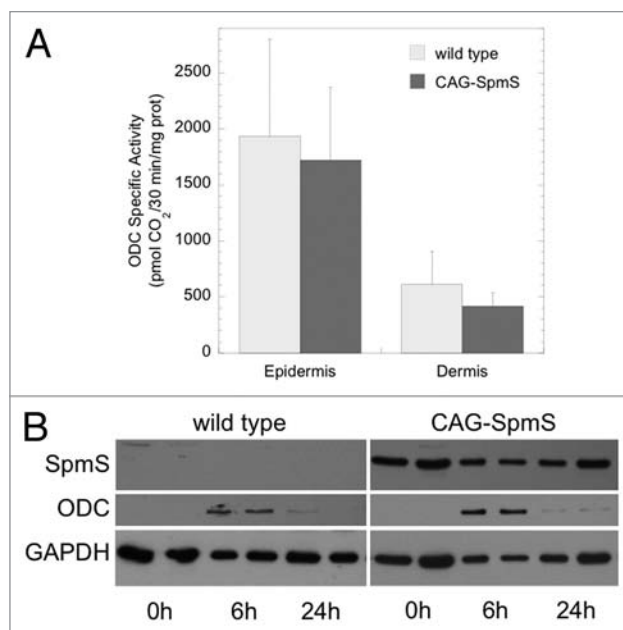 A
ODC Specific Activity
(pmol CO2/30 min/mg prot)
2500
2000
1500
1000
500
0
wild type
CAG-SpmS
Epidermis
Dermis
B
wild type
CAG-SpmS
SpmS
ODC
GAPDH
0h 6h 24h 0h 6h 24h